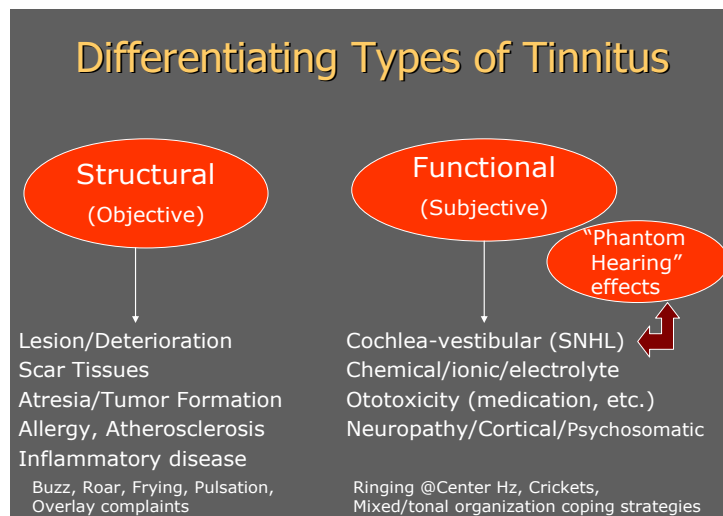 Differentiating Types of Tinnitus
Structural
(Objective)
Functional
(Subjective)
“Phantom
Hearing”
effects
Lesion/Deterioration
Scar Tissues
Atresia/Tumor Formation
Allergy, Atherosclerosis
Inflammatory disease
Buzz, Roar, Frying, Pulsation,
Overlay complaints
Cochlea-vestibular (SNHL)
Chemical/ionic/electrolyte
Ototoxicity (medication, etc.)
Neuropathy/Cortical/Psychosomatic
Ringing @Center Hz, Crickets,
Mixed/tonal organization coping strategies